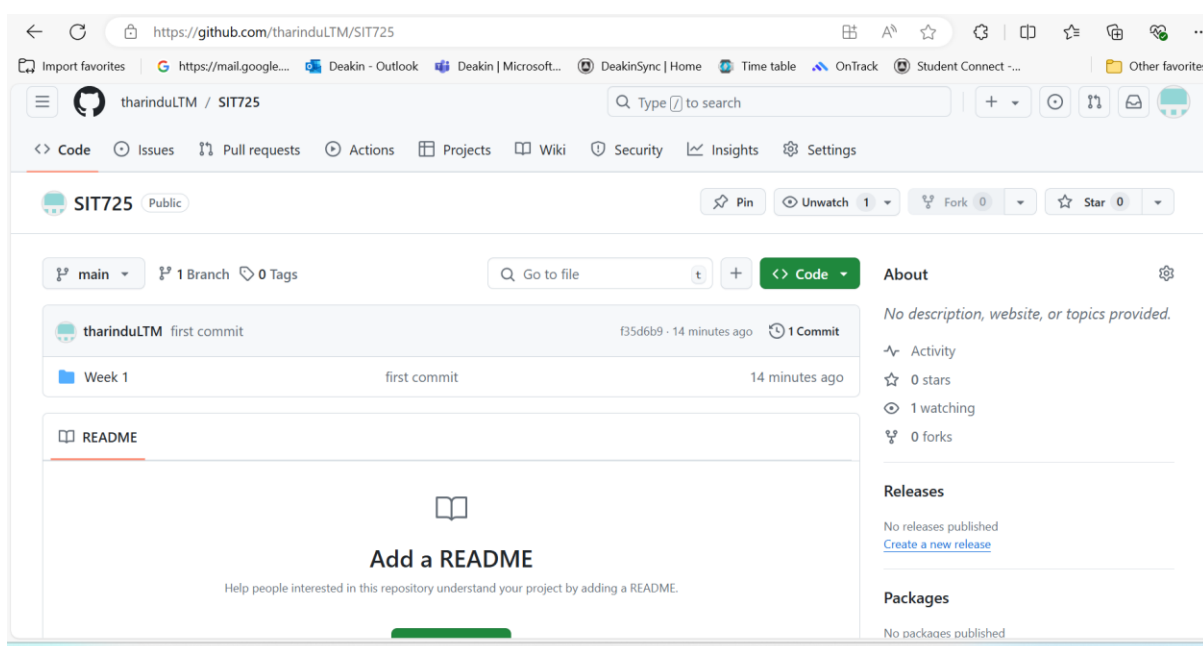 https://github.com/tharinduLTM/SIT725
Import favorites https://mail.google.... Deakin - Outlook Deakin | Microsoft... DeakinSync | Home Time table OnTrack Student Connect -... Other favorites
tharinduLTM / SIT725 Type / to search
Code Issues Pull requests Actions Projects Wiki Security Insights Settings
SIT725 Public Pin Unwatch 1 Fork 0 Star 0
main 1 Branch 0 Tags Go to file t Code
About
No description, website, or topics provided.
tharinduLTM first commit f35d6b9 · 14 minutes ago 1 Commit
Week 1 first commit 14 minutes ago
Activity
0 stars
1 watching
0 forks
README
Add a README
Help people interested in this repository understand your project by adding a README.
Releases
No releases published
Create a new release
Packages
No packages published